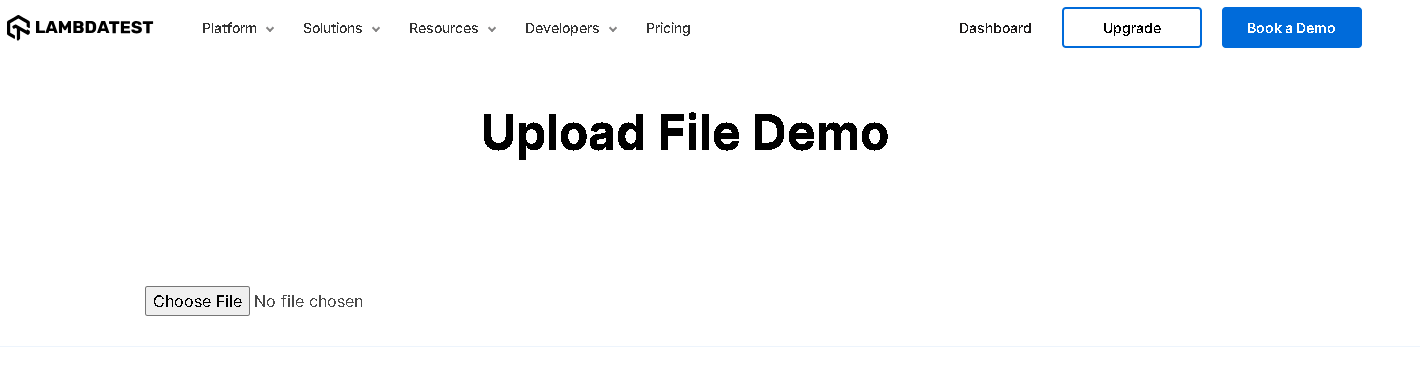 LAMBDATEST Platform Solutions Resources Developers Pricing Dashboard Upgrade Book a Demo
Upload File Demo
Choose File No file chosen